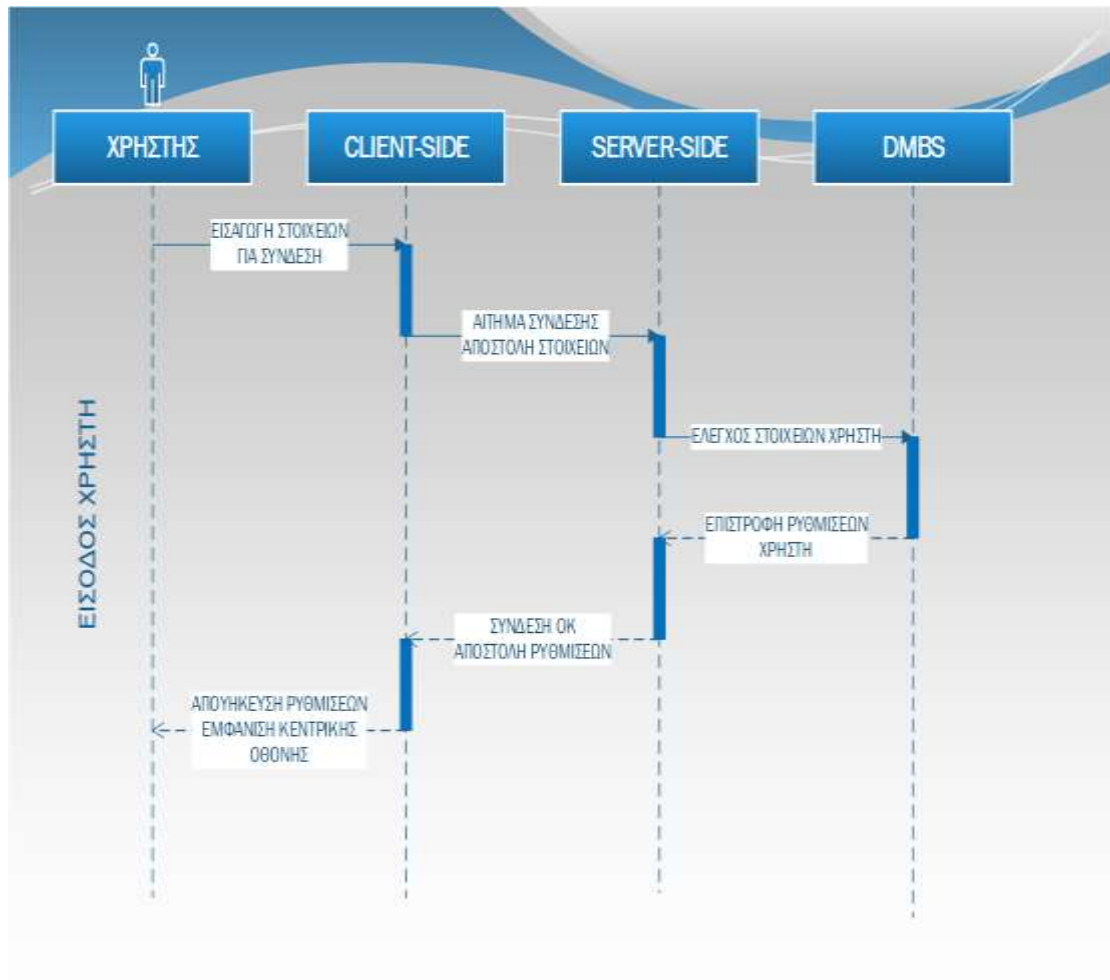 ΧΡΗΣΤΗΣ
CLIENT-SIDE
SERVER-SIDE
DMBS
ΕΙΣΑΓΩΓΗ ΣΤΟΙΧΕΙΩΝ
ΓΙΑ ΣΥΝΔΕΣΗ
ΑΙΤΗΜΑ ΣΥΝΔΕΣΗΣ
ΑΠΟΣΤΟΛΗ ΣΤΟΙΧΕΙΩΝ
ΕΛΕΓΧΟΣ ΣΤΟΙΧΕΙΩΝ ΧΡΗΣΤΗ
ΕΙΣΟΔΟΣ ΧΡΗΣΤΗ
ΕΠΙΣΤΡΟΦΗ ΡΥΘΜΙΣΕΩΝ
ΧΡΗΣΤΗ
ΣΥΝΔΕΣΗ ΟΚ
ΑΠΟΣΤΟΛΗ ΡΥΘΜΙΣΕΩΝ
ΑΠΟΥΗΚΕΥΣΗ ΡΥΘΜΙΣΕΩΝ
ΕΜΦΑΝΙΣΗ ΚΕΝΤΡΙΚΗΣ
ΟΘΟΝΗΣ